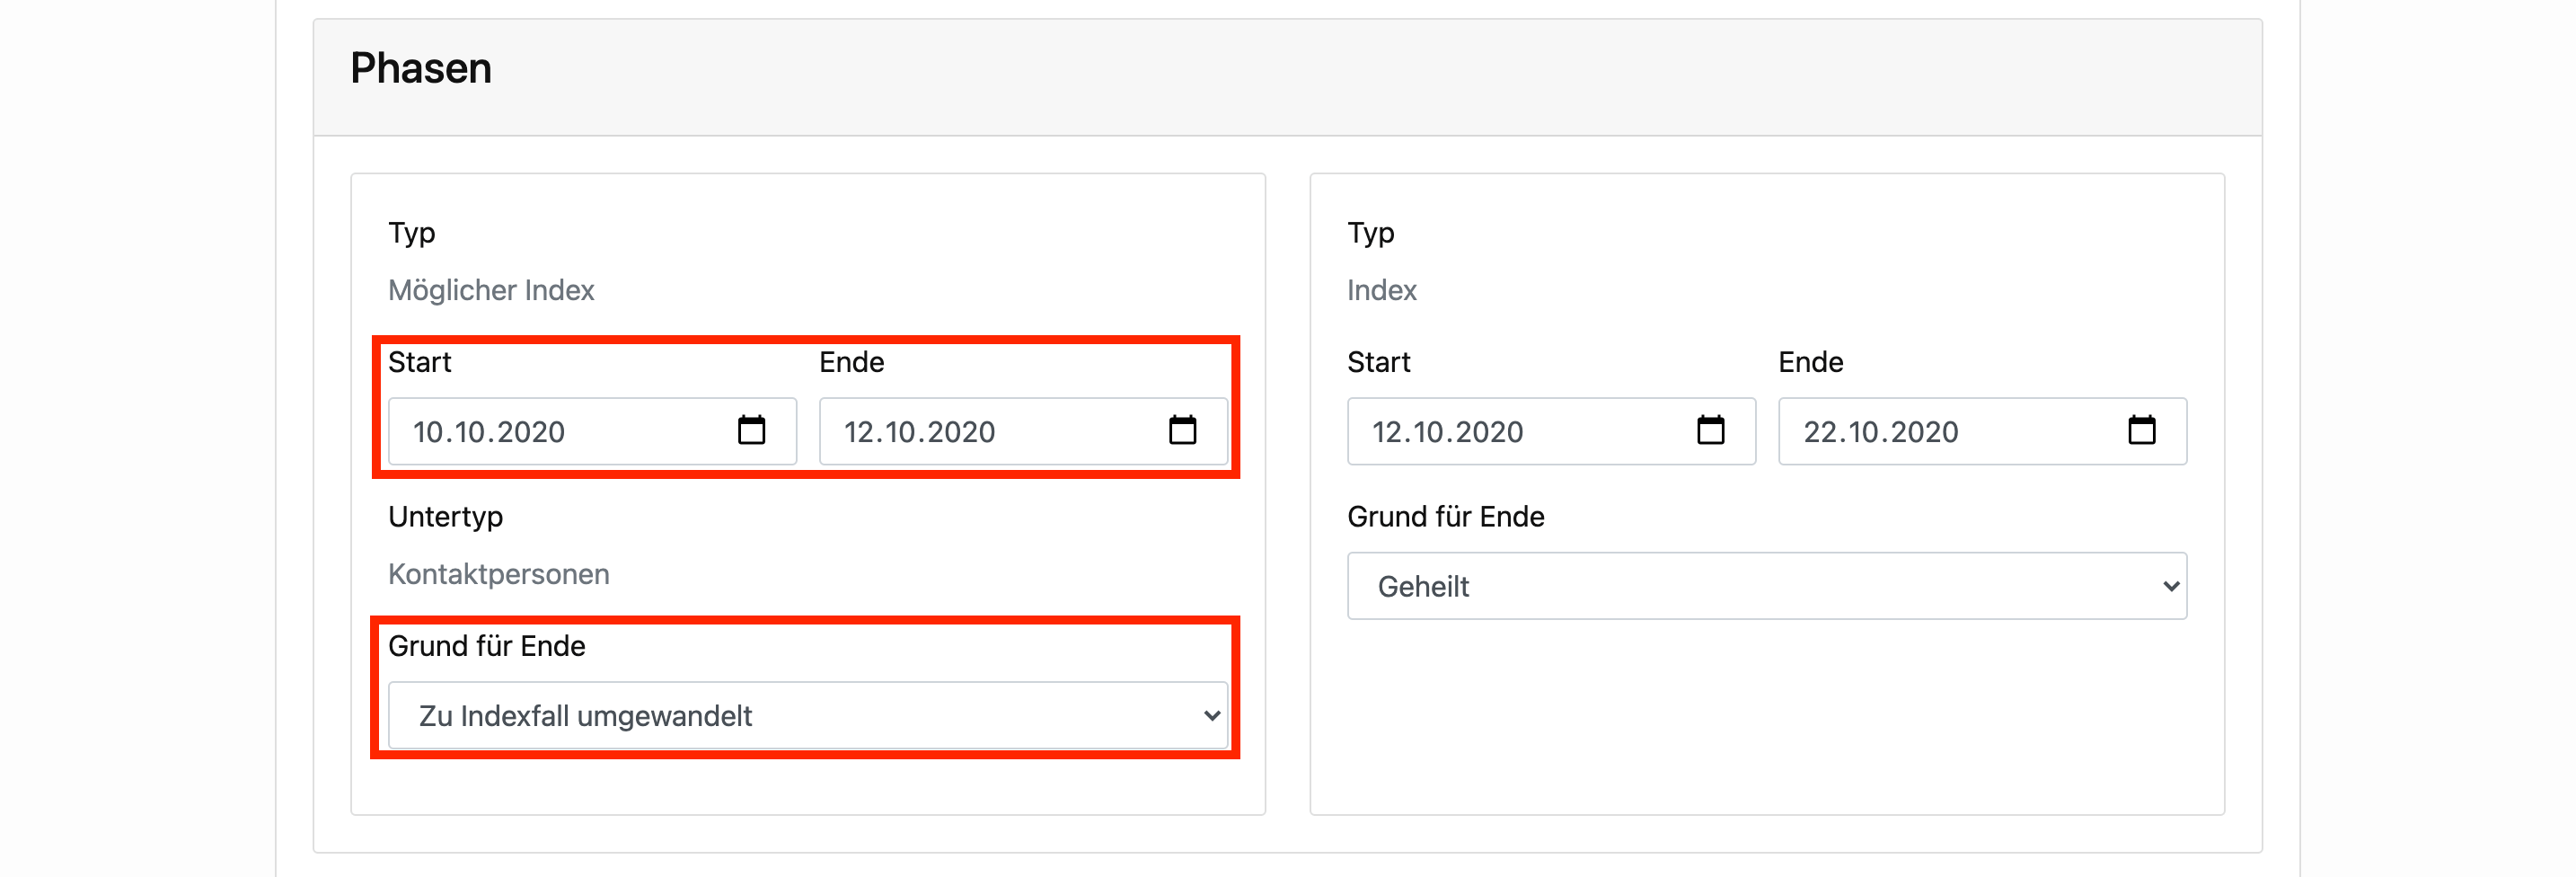 Phasen
Typ
Möglicher Index
Start
Ende
10.10.2020
12.10.2020
Untertyp
Kontaktpersonen
Grund für Ende
Zu Indexfall umgewandelt
Typ
Index
Start
Ende
12.10.2020
22.10.2020
Grund für Ende
Geheilt